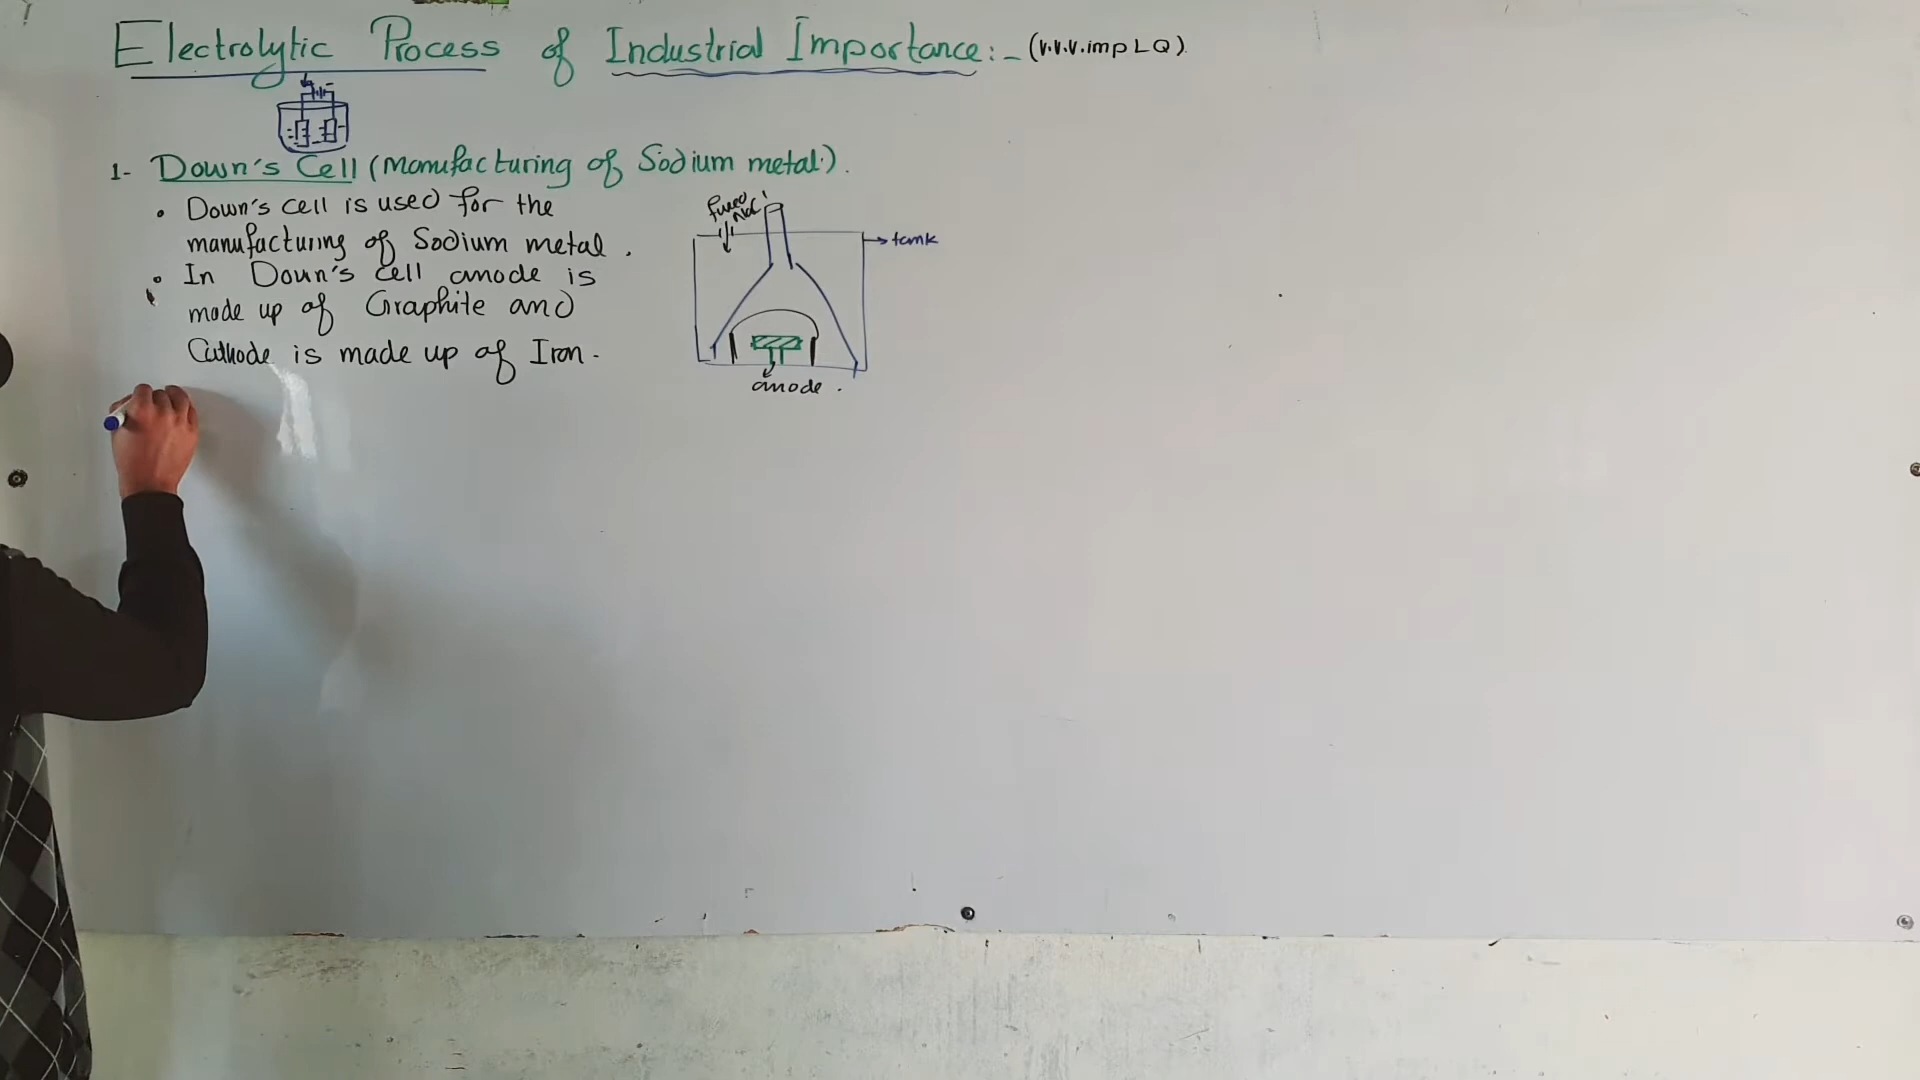 Electrolytic Process of Industrial Importance:- (v.v.v.imp LQ)
1- Down's Cell (Manufacturing of Sodium metal).
• Down's cell is used for the
manufacturing of Sodium metal.
• In Down's cell anode is
made up of Graphite and
Cathode is made up of Iron.
fused
NaCl
tank
anode.